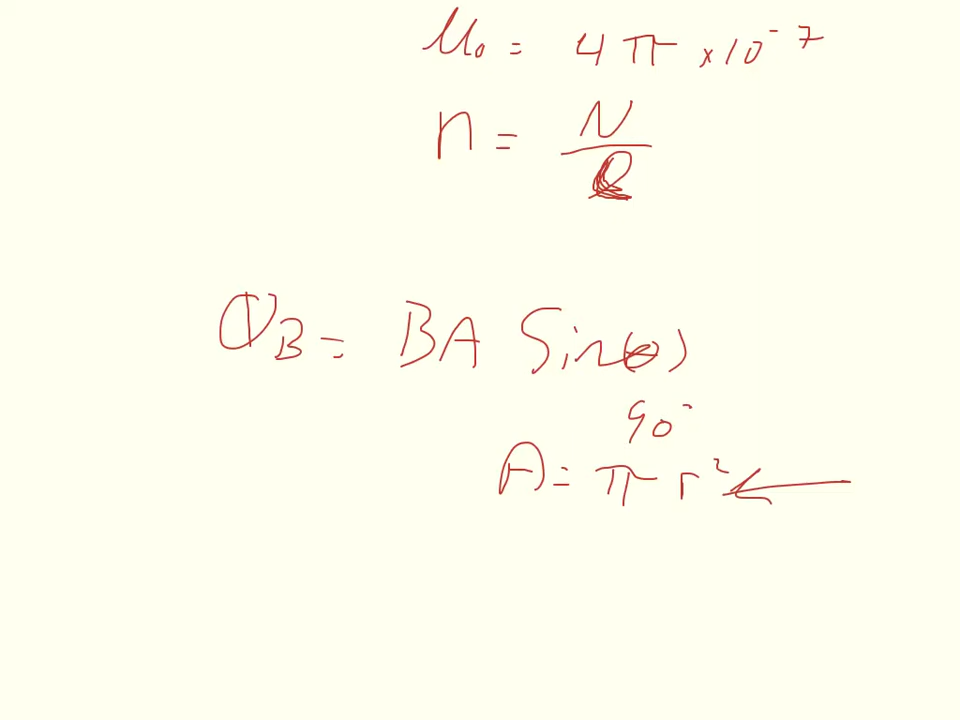 μ₀ = 4π × 10⁻⁷
n = N/ℓ
Φ_B = BA Sin(θ)
90°
A = πr²